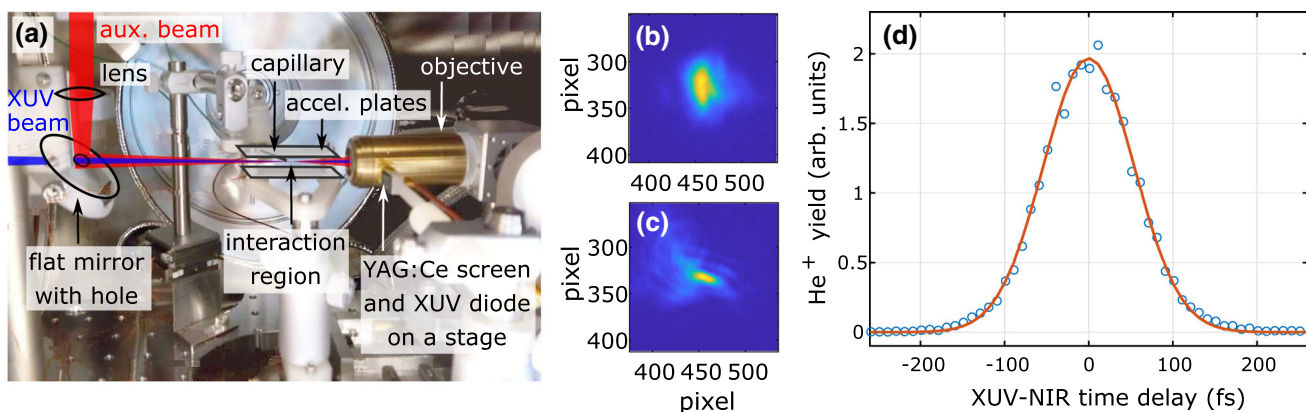 (a)
aux. beam
lens
XUV
beam
capillary
accel. plates
objective
flat mirror
with hole
interaction
region
YAG:Ce screen
and XUV diode
on a stage
(b)
pixel
300
350
400
400 450 500
(c)
pixel
300
350
400
400 450 500
pixel
(d)
He⁺ yield (arb. units)
2
1.5
1
0.5
0
-200 -100 0 100 200
XUV-NIR time delay (fs)